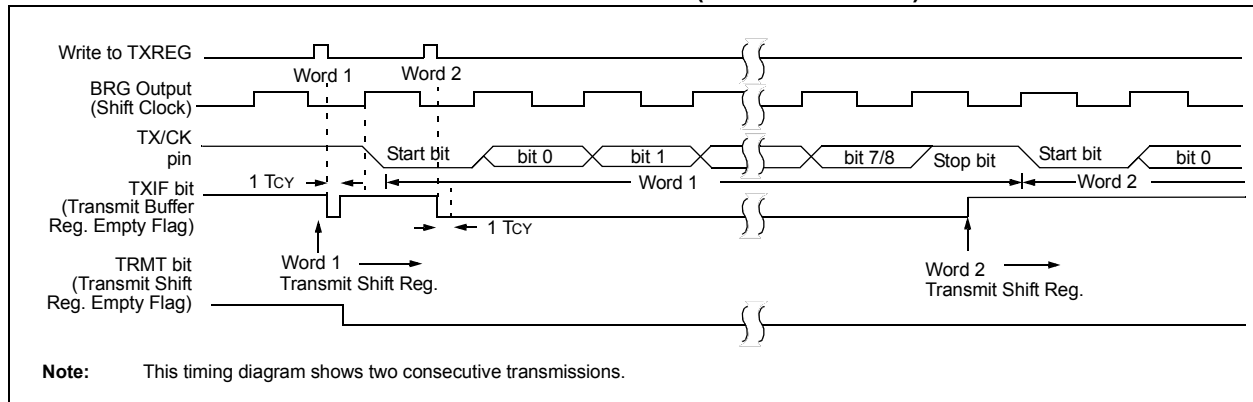 Write to TXREG
Word 1 Word 2
BRG Output
(Shift Clock)
TX/CK
pin
Start bit bit 0 bit 1 bit 7/8 Stop bit Start bit bit 0
Word 1 Word 2
1 TCY
TXIF bit
(Transmit Buffer
Reg. Empty Flag)
1 TCY
Word 1
Transmit Shift Reg.
Word 2
Transmit Shift Reg.
TRMT bit
(Transmit Shift
Reg. Empty Flag)
Note: This timing diagram shows two consecutive transmissions.